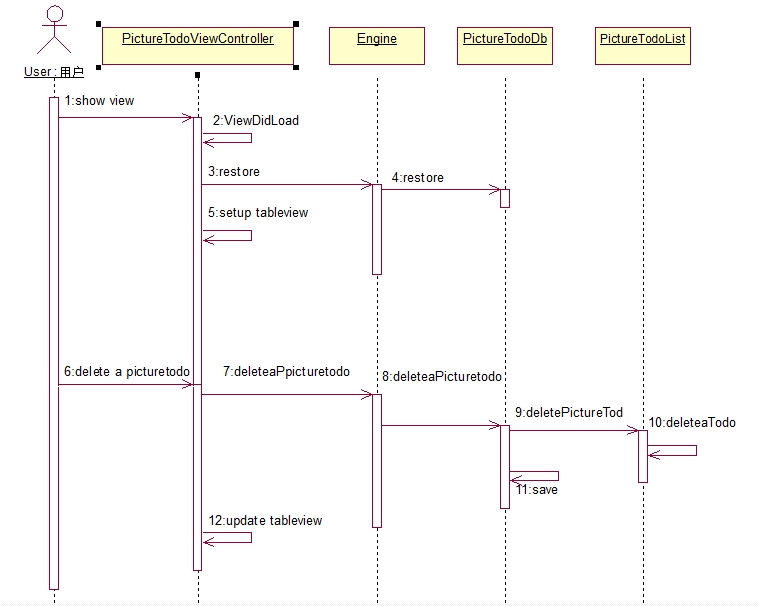 PictureTodoViewController
Engine
PictureTodoDb
PictureTodoList
User : 用户
1:show view
2:ViewDidLoad
3:restore
4:restore
5:setup tableview
6:delete a picturetodo
7:deleteaPpicturetodo
8:deleteaPicturetodo
9:deletePictureTod
10:deleteaTodo
11:save
12:update tableview